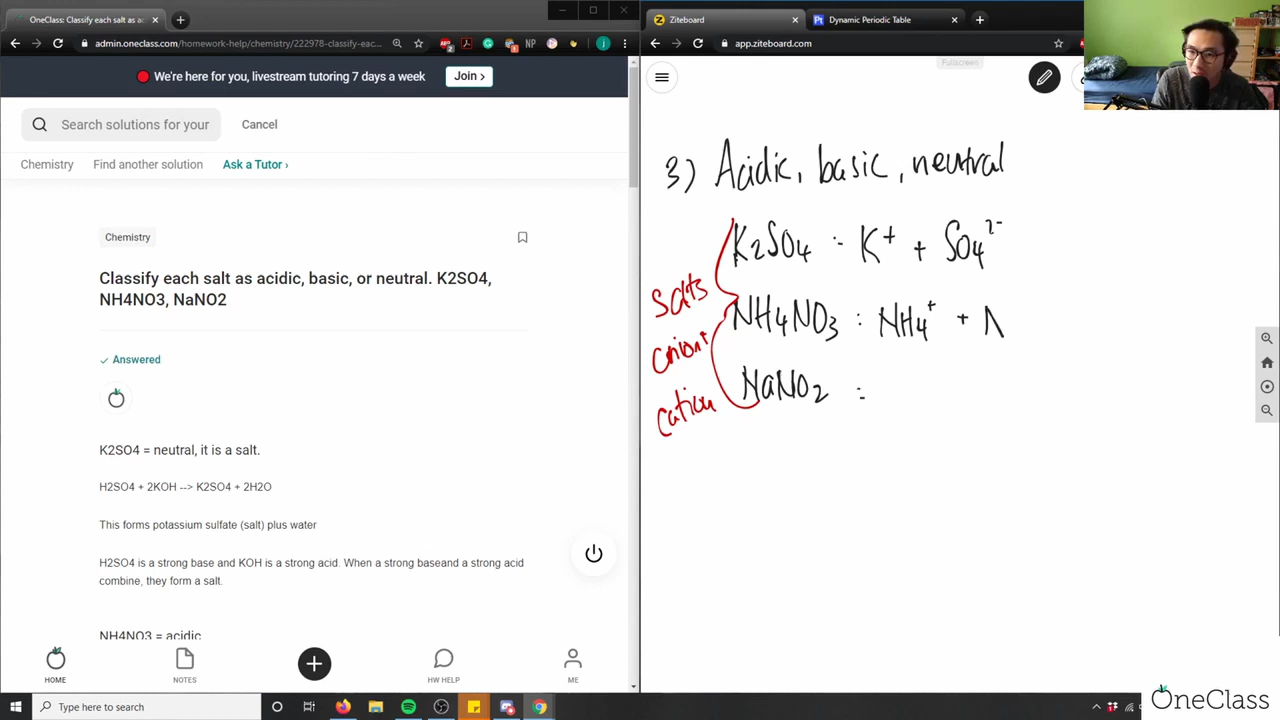 OneClass: Classify each salt as ac
Ziteboard
Dynamic Periodic Table
admin.oneclass.com/homework-help/chemistry/222978-classify-eac...
NP
j
app.ziteboard.com
Fullscreen
We're here for you, livestream tutoring 7 days a week
Join >
Search solutions for your
Cancel
Chemistry
Find another solution
Ask a Tutor ›
Chemistry
Classify each salt as acidic, basic, or neutral. K2SO4,
NH4NO3, NaNO2
Answered
K2SO4 = neutral, it is a salt.
H2SO4 + 2KOH --> K2SO4 + 2H2O
This forms potassium sulfate (salt) plus water
H2SO4 is a strong base and KOH is a strong acid. When a strong baseand a strong acid
combine, they form a salt.
NH4NO3 = acidic
HOME
NOTES
HW HELP
ME
Type here to search
3) Acidic, basic, neutral
K2SO4 : K+ + SO4 2-
NH4NO3 : NH4+ + N
NaNO2 :
salts
anion+
cation
OneClass